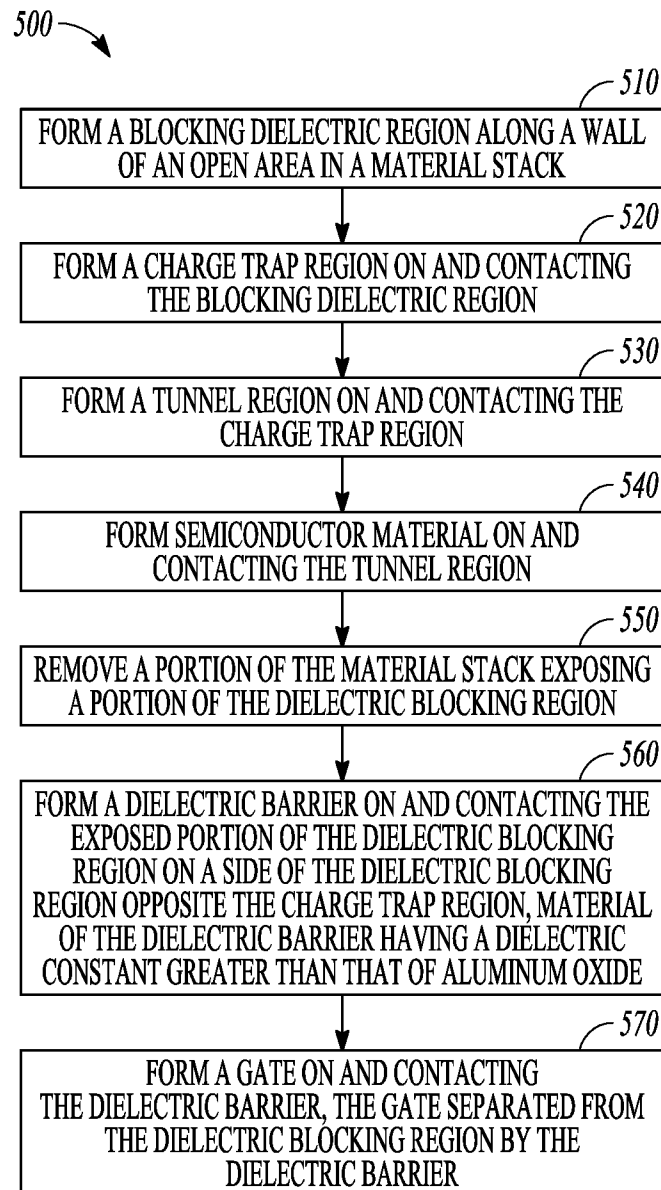 500
510
FORM A BLOCKING DIELECTRIC REGION ALONG A WALL
OF AN OPEN AREA IN A MATERIAL STACK
520
FORM A CHARGE TRAP REGION ON AND CONTACTING
THE BLOCKING DIELECTRIC REGION
530
FORM A TUNNEL REGION ON AND CONTACTING THE
CHARGE TRAP REGION
540
FORM SEMICONDUCTOR MATERIAL ON AND
CONTACTING THE TUNNEL REGION
550
REMOVE A PORTION OF THE MATERIAL STACK EXPOSING
A PORTION OF THE DIELECTRIC BLOCKING REGION
560
FORM A DIELECTRIC BARRIER ON AND CONTACTING THE
EXPOSED PORTION OF THE DIELECTRIC BLOCKING
REGION ON A SIDE OF THE DIELECTRIC BLOCKING
REGION OPPOSITE THE CHARGE TRAP REGION, MATERIAL
OF THE DIELECTRIC BARRIER HAVING A DIELECTRIC
CONSTANT GREATER THAN THAT OF ALUMINUM OXIDE
570
FORM A GATE ON AND CONTACTING
THE DIELECTRIC BARRIER, THE GATE SEPARATED FROM
THE DIELECTRIC BLOCKING REGION BY THE
DIELECTRIC BARRIER